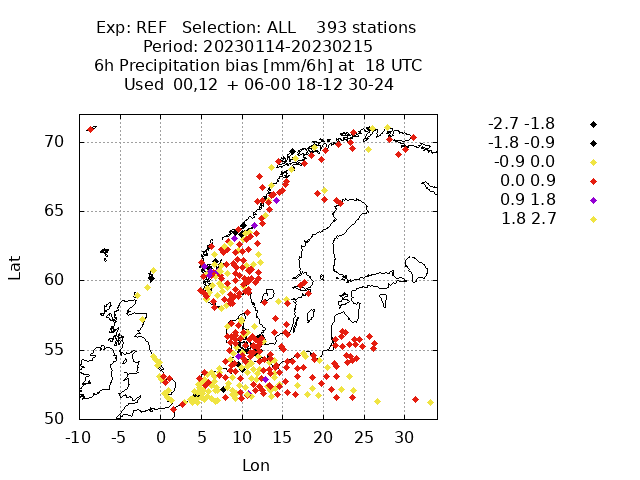 Exp: REF   Selection: ALL    393 stations
Period: 20230114-20230215
6h Precipitation bias [mm/6h] at  18 UTC
Used  00,12  + 06-00 18-12 30-24
-2.7 -1.8
-1.8 -0.9
-0.9 0.0
0.0 0.9
0.9 1.8
1.8 2.7
70
65
60
55
50
Lat
-10 -5 0 5 10 15 20 25 30
Lon